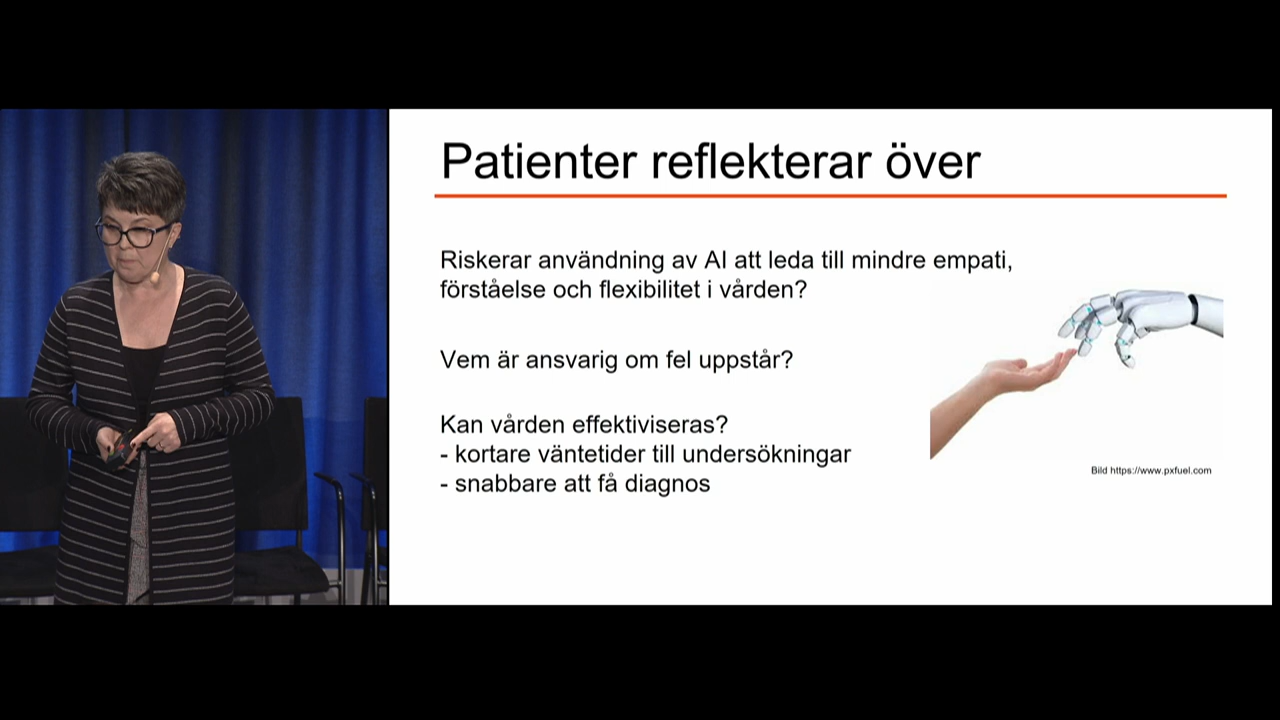 Patienter reflekterar över
Riskerar användning av AI att leda till mindre empati,
förståelse och flexibilitet i vården?
Vem är ansvarig om fel uppstår?
Kan vården effektiviseras?
- kortare väntetider till undersökningar
- snabbare att få diagnos
Bild https://www.pxfuel.com